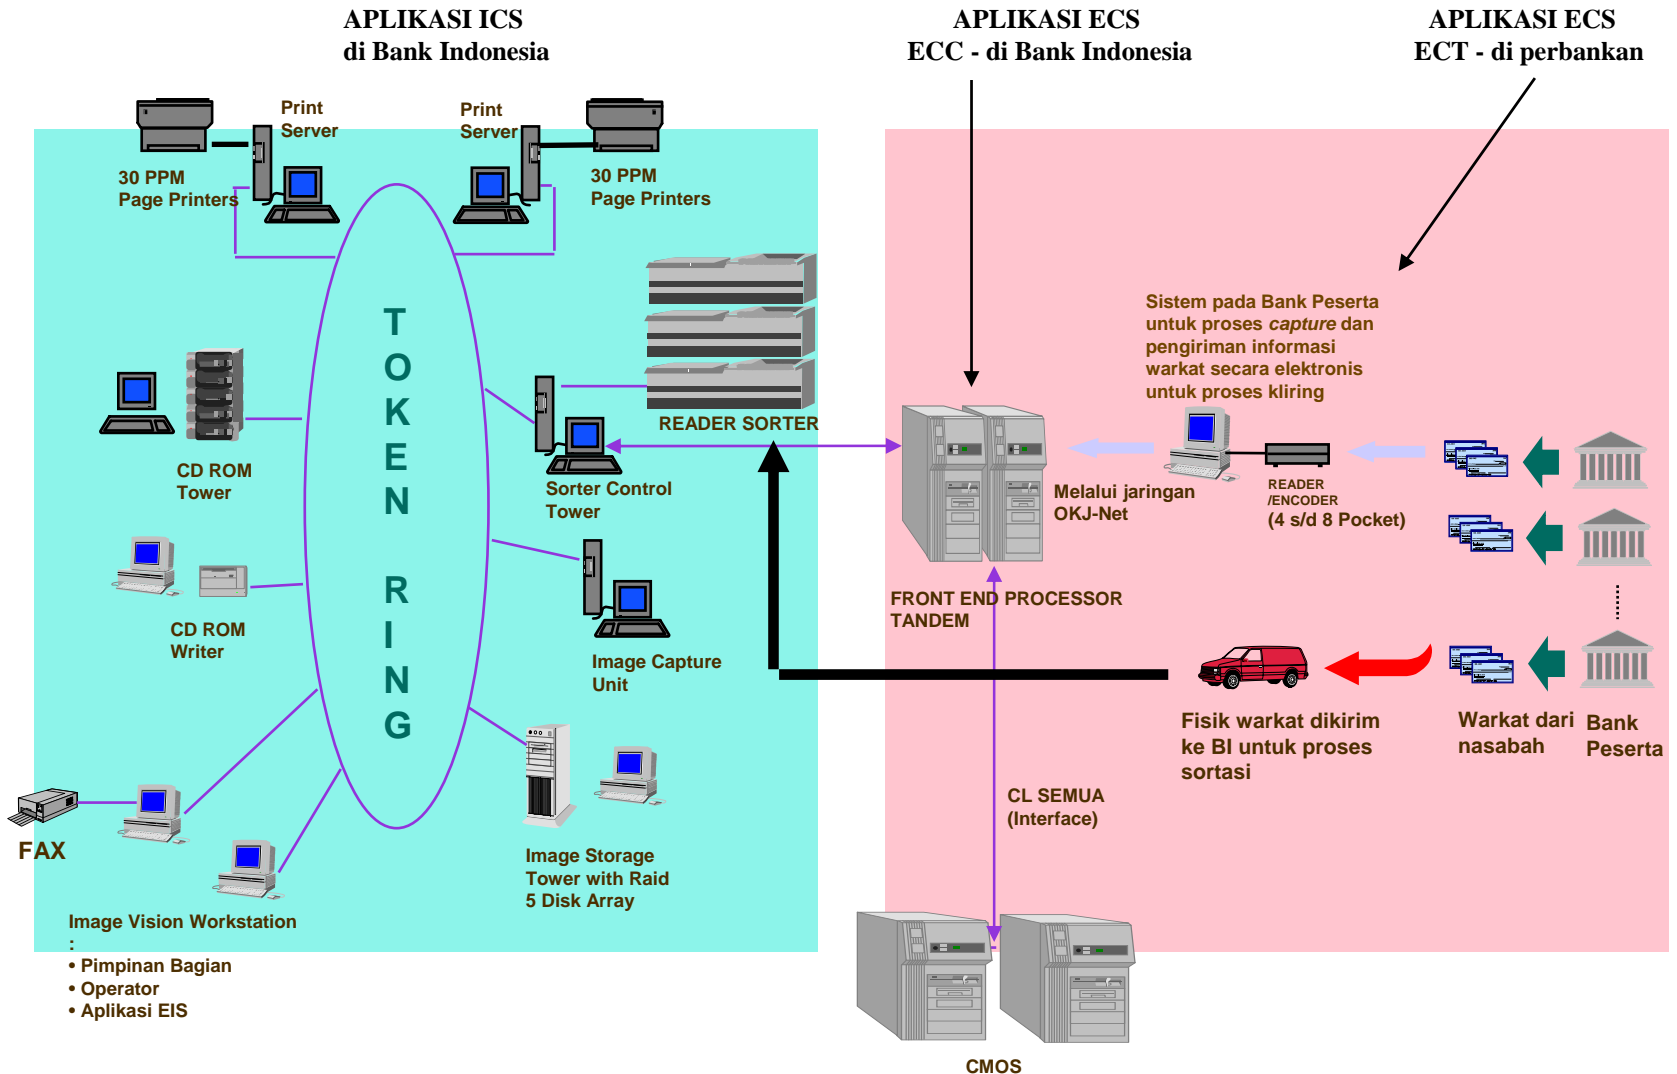 APLIKASI ICS
di Bank Indonesia
APLIKASI ECS
ECC - di Bank Indonesia
APLIKASI ECS
ECT - di perbankan
Print
Server
30 PPM
Page Printers
Print
Server
30 PPM
Page Printers
TOKEN RING
READER SORTER
CD ROM
Tower
Sorter Control
Tower
CD ROM
Writer
Image Capture
Unit
FAX
Image Storage
Tower with Raid
5 Disk Array
Image Vision Workstation
:
• Pimpinan Bagian
• Operator
• Aplikasi EIS
Sistem pada Bank Peserta
untuk proses capture dan
pengiriman informasi
warkat secara elektronis
untuk proses kliring
Melalui jaringan
OKJ-Net
READER
/ENCODER
(4 s/d 8 Pocket)
FRONT END PROCESSOR
TANDEM
Fisik warkat dikirim
ke BI untuk proses
sortasi
Warkat dari
nasabah
Bank
Peserta
CL SEMUA
(Interface)
CMOS